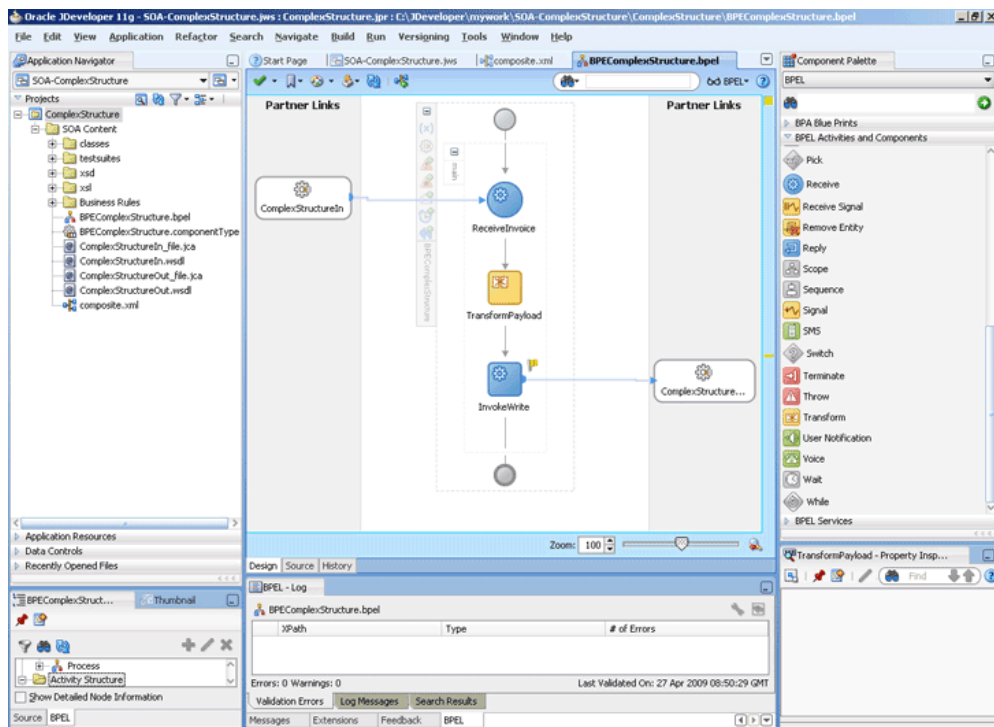 Oracle JDeveloper 11g - SOA-ComplexStructure.jws : ComplexStructure.jpr : C:\JDeveloper\mywork\SOA-ComplexStructure\ComplexStructure\BPEComplexStructure.bpel
File Edit View Application Refactor Search Navigate Build Run Versioning Tools Window Help
Application Navigator
SOA-ComplexStructure
Projects
ComplexStructure
SOA Content
classes
testsuites
xsd
xsl
Business Rules
BPEComplexStructure.bpel
BPEComplexStructure.componentType
ComplexStructureIn_file.jca
ComplexStructureIn.wsdl
ComplexStructureOut_file.jca
ComplexStructureOut.wsdl
composite.xml
Application Resources
Data Controls
Recently Opened Files
BPEComplexStruct... Thumbnail
Process
Activity Structure
Show Detailed Node Information
Source BPEL
Start Page SOA-ComplexStructure.jws composite.xml BPEComplexStructure.bpel
BPEL
Partner Links
Partner Links
(x)
main
BPEComplexStructure
ComplexStructureIn
ReceiveInvoice
TransformPayload
InvokeWrite
ComplexStructure...
Zoom: 100
Design Source History
BPEL - Log
BPEComplexStructure.bpel
XPath Type # of Errors
Errors: 0 Warnings: 0 Last Validated On: 27 Apr 2009 08:50:29 GMT
Validation Errors Log Messages Search Results
Messages Extensions Feedback BPEL
Component Palette
BPEL
BPA Blue Prints
BPEL Activities and Components
Pick
Receive
Receive Signal
Remove Entity
Reply
Scope
Sequence
Signal
SMS
Switch
Terminate
Throw
Transform
User Notification
Voice
Wait
While
BPEL Services
TransformPayload - Property Insp...
Find